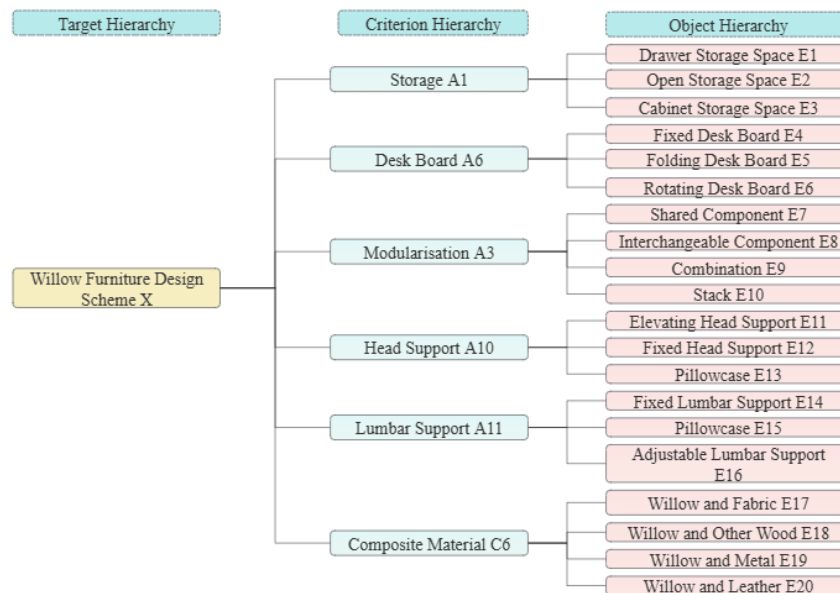 Target Hierarchy
Criterion Hierarchy
Object Hierarchy
Willow Furniture Design
Scheme X
Storage A1
Desk Board A6
Modularisation A3
Head Support A10
Lumbar Support A11
Composite Material C6
Drawer Storage Space E1
Open Storage Space E2
Cabinet Storage Space E3
Fixed Desk Board E4
Folding Desk Board E5
Rotating Desk Board E6
Shared Component E7
Interchangeable Component E8
Combination E9
Stack E10
Elevating Head Support E11
Fixed Head Support E12
Pillowcase E13
Fixed Lumbar Support E14
Pillowcase E15
Adjustable Lumbar Support
E16
Willow and Fabric E17
Willow and Other Wood E18
Willow and Metal E19
Willow and Leather E20